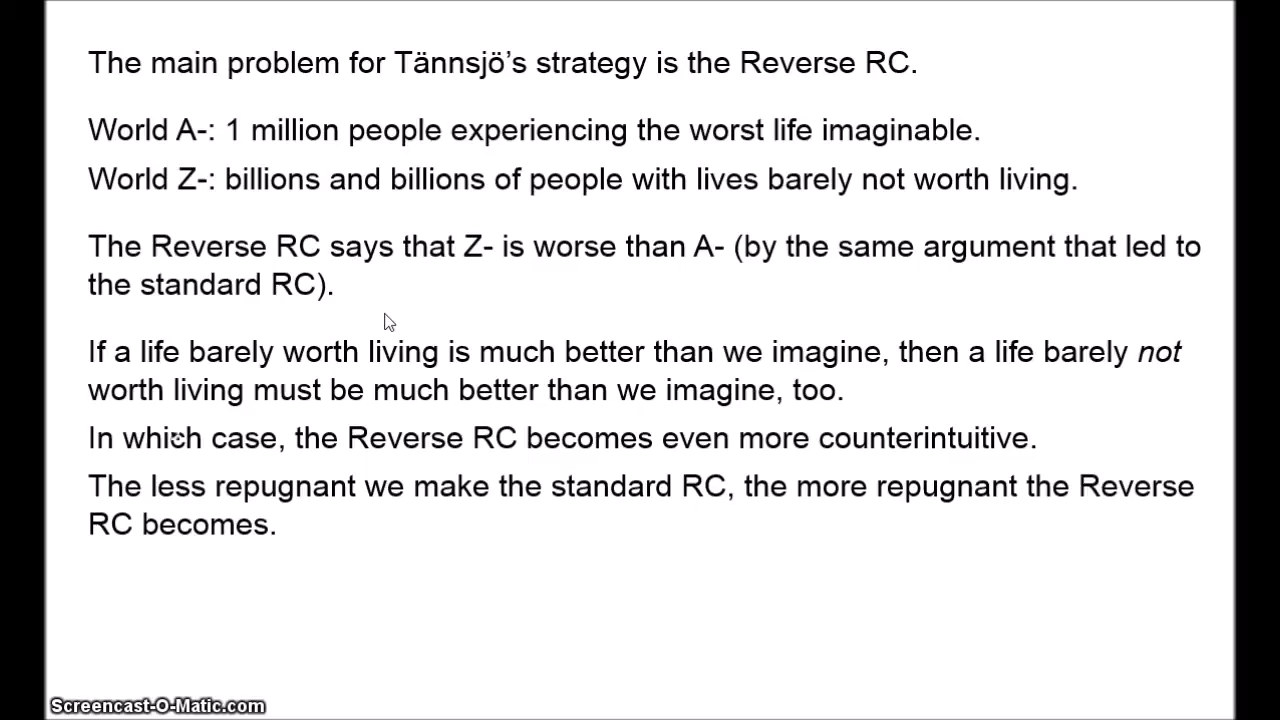 The main problem for Tännsjö’s strategy is the Reverse RC.
World A-: 1 million people experiencing the worst life imaginable.
World Z-: billions and billions of people with lives barely not worth living.
The Reverse RC says that Z- is worse than A- (by the same argument that led to
the standard RC).
If a life barely worth living is much better than we imagine, then a life barely not
worth living must be much better than we imagine, too.
In which case, the Reverse RC becomes even more counterintuitive.
The less repugnant we make the standard RC, the more repugnant the Reverse
RC becomes.
Screencast-O-Matic.com